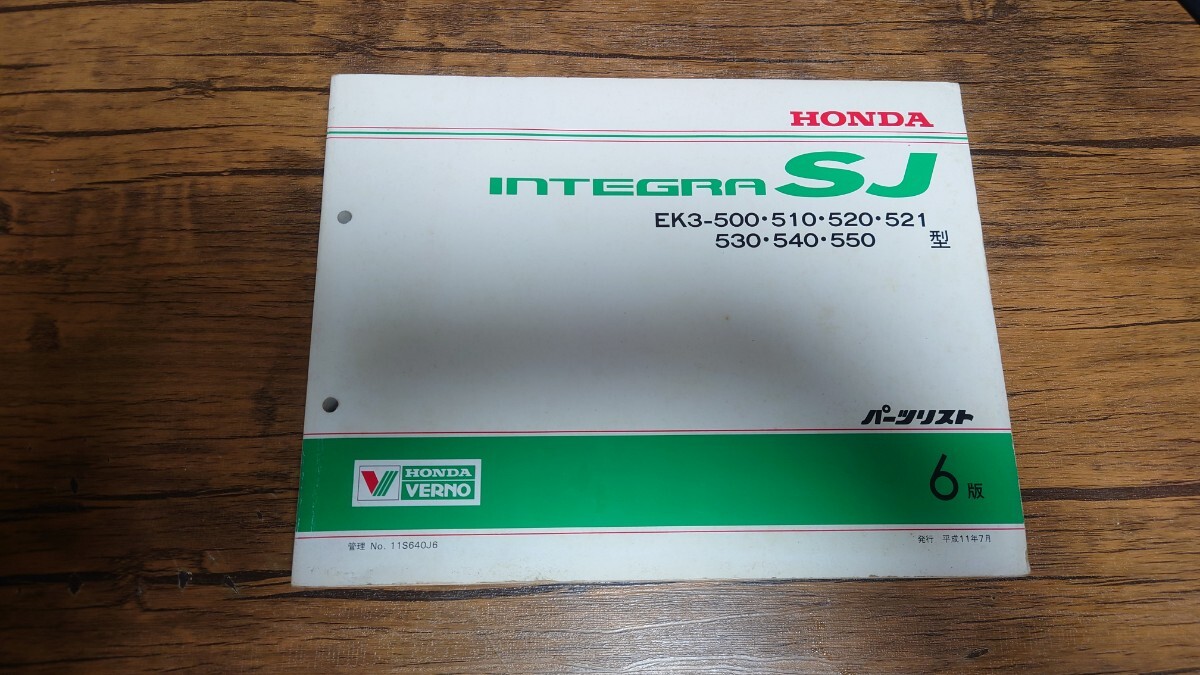 HONDA
INTEGRA SJ
EK3-500・510・520・521
530・540・550 型
パーツリスト
HONDA
VERNO
6版
管理 No. 11S640J6
発行 平成11年7月